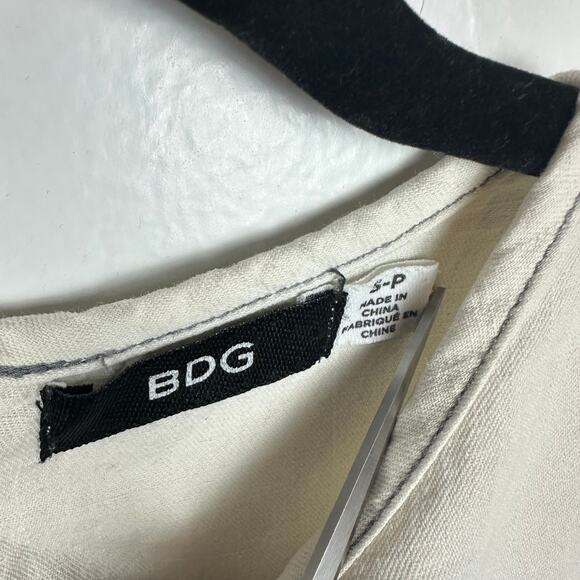 BDG
S-P
MADE IN
CHINA
FABRIQUÉ EN
CHINE